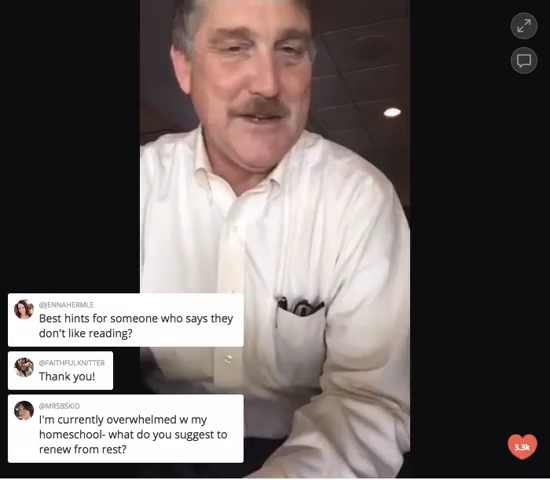 @JENNAHERMLE
Best hints for someone who says they
don't like reading?
@FAITHFULKNITTER
Thank you!
@MRSBSKID
I'm currently overwhelmed w my
homeschool- what do you suggest to
renew from rest?
3.3k